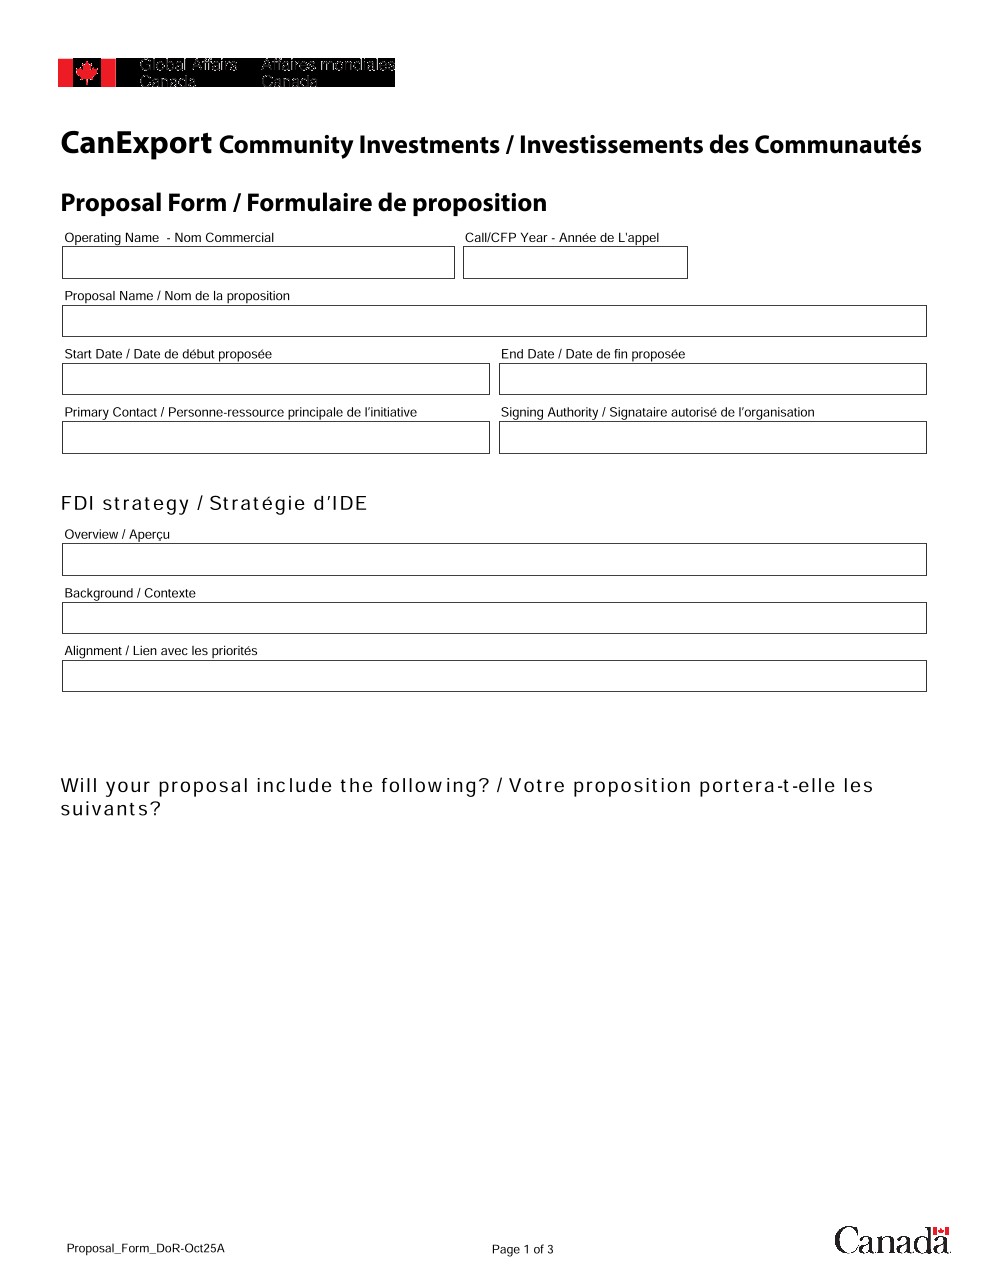 Global Affairs Affaires mondiales
Canada Canada
CanExport Community Investments / Investissements des Communautés
Proposal Form / Formulaire de proposition
Operating Name - Nom Commercial Call/CFP Year - Année de L'appel
Proposal Name / Nom de la proposition
Start Date / Date de début proposée End Date / Date de fin proposée
Primary Contact / Personne-ressource principale de l'initiative Signing Authority / Signataire autorisé de l'organisation
FDI strategy / Stratégie d'IDE
Overview / Aperçu
Background / Contexte
Alignment / Lien avec les priorités
Will your proposal include the following? / Votre proposition portera-t-elle les
suivants?
Proposal_Form_DoR-Oct25A Page 1 of 3 Canada